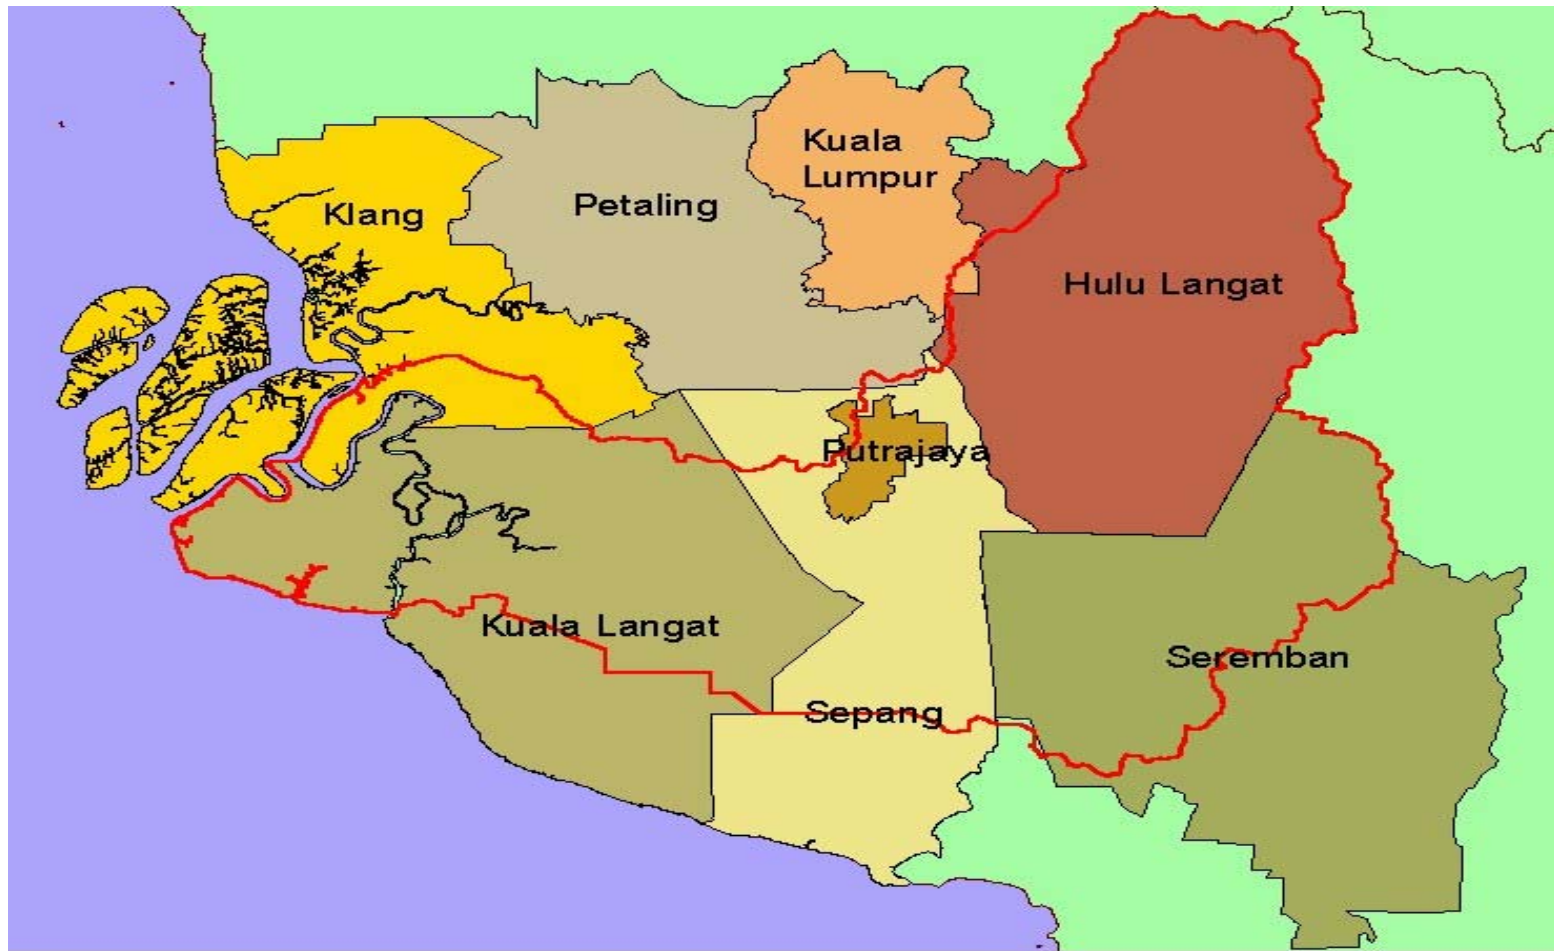 Kuala
Lumpur
Klang
Petaling
Hulu Langat
Putrajaya
Kuala Langat
Seremban
Sepang